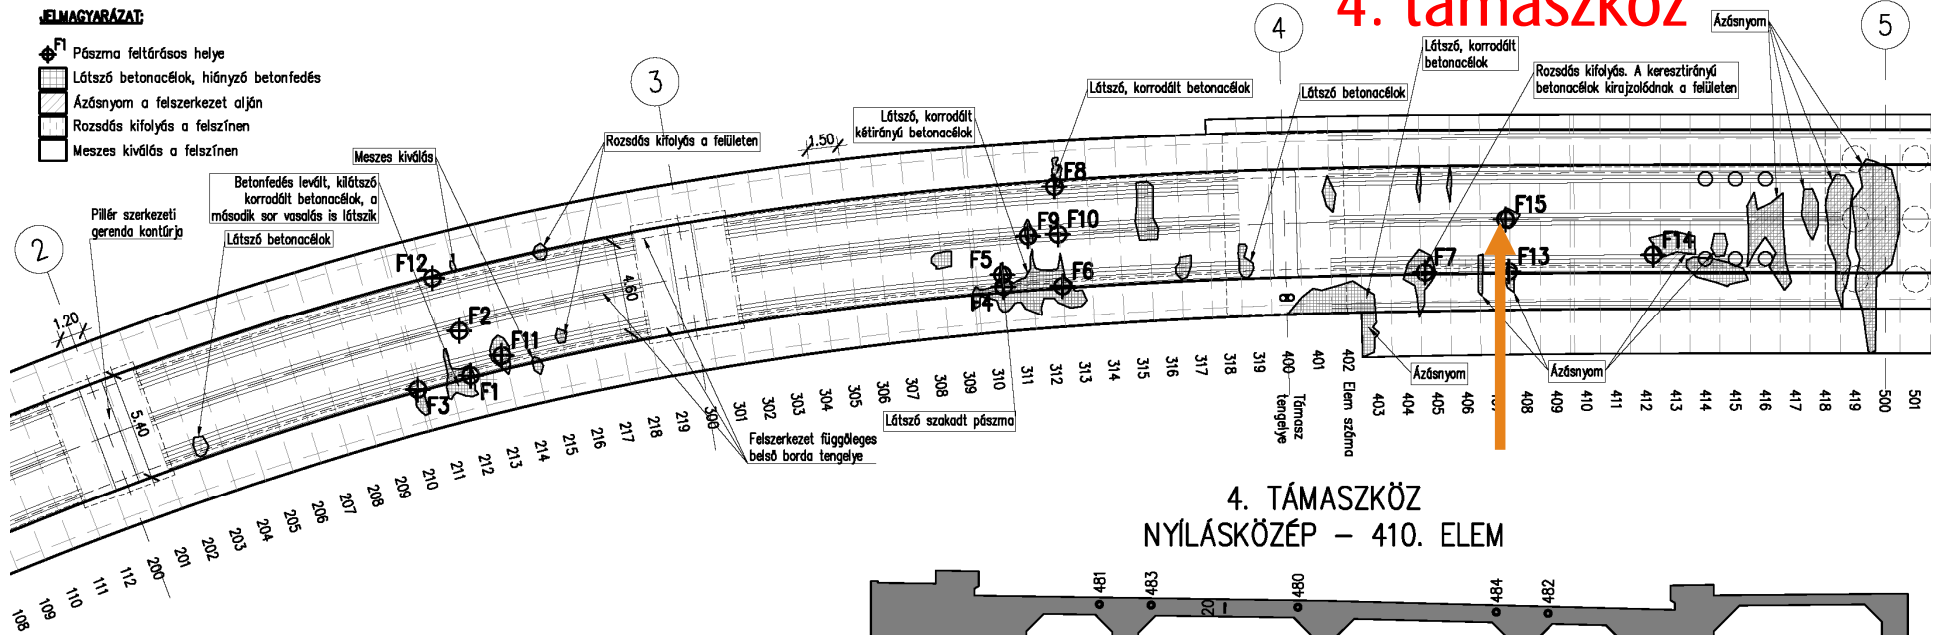 JELMAGYARÁZAT:
F1 Pászma feltárásos helye
Látszó betonacélok, hiányzó betonfedés
Ázásnyom a felszerkezet alján
Rozsdás kifolyás a felszínen
Meszes kiválás a felszínen
4. támaszköz
2
3
4
5
Pillér szerkezeti
gerenda kontúrja
Betonfedés levált, kilátszó
korrodált betonacélok, a
második sor vasalás is látszik
Látszó betonacélok
Meszes kiválás
Rozsdás kifolyás a felületen
Látszó, korrodált
kétirányú betonacélok
Látszó, korrodált betonacélok
Látszó betonacélok
Látszó, korrodált
betonacélok
Rozsdás kifolyás. A keresztirányú
betonacélok kirajzolódnak a felületen
Ázásnyom
1.20
5.40
4.60
1.50
F12
F2
F11
F1
F3
F5
F4
F6
F9
F10
F8
F7
F15
F13
F14
Ázásnyom
Ázásnyom
Látszó szakadt pászma
Felszerkezet függőleges
belső borda tengelye
108
109
110
111
112
200
201
202
203
204
205
206
207
208
209
210
211
212
213
214
215
216
217
218
219
300
301
302
303
304
305
306
307
308
309
310
311
312
313
314
315
316
317
318
319
400
Támasz
tengelye
401
402 Elem száma
403
404
405
406
407
408
409
410
411
412
413
414
415
416
417
418
419
500
501
4. TÁMASZKÖZ
NYÍLÁSKÖZÉP – 410. ELEM
481
483
20
480
484
482